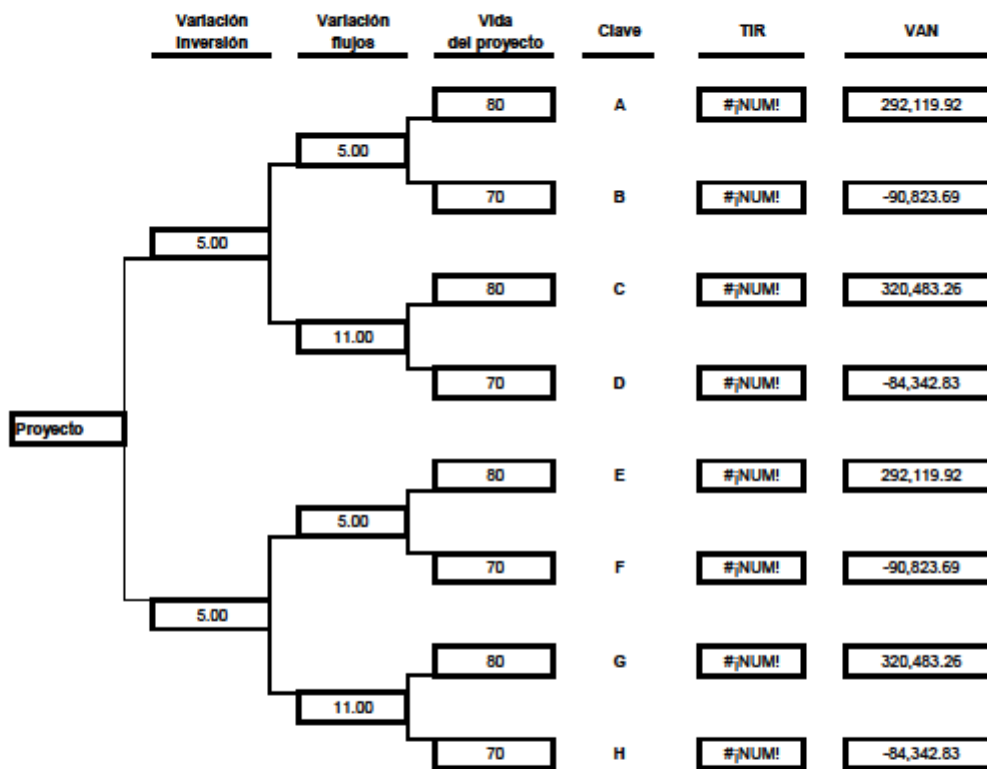 Variación Variación Vida
inversión flujos del proyecto Clave TIR VAN
80 A #¡NUM! 292,119.92
5.00
70 B #¡NUM! -90,823.69
5.00
80 C #¡NUM! 320,483.26
11.00
70 D #¡NUM! -84,342.83
Proyecto
80 E #¡NUM! 292,119.92
5.00
70 F #¡NUM! -90,823.69
5.00
80 G #¡NUM! 320,483.26
11.00
70 H #¡NUM! -84,342.83